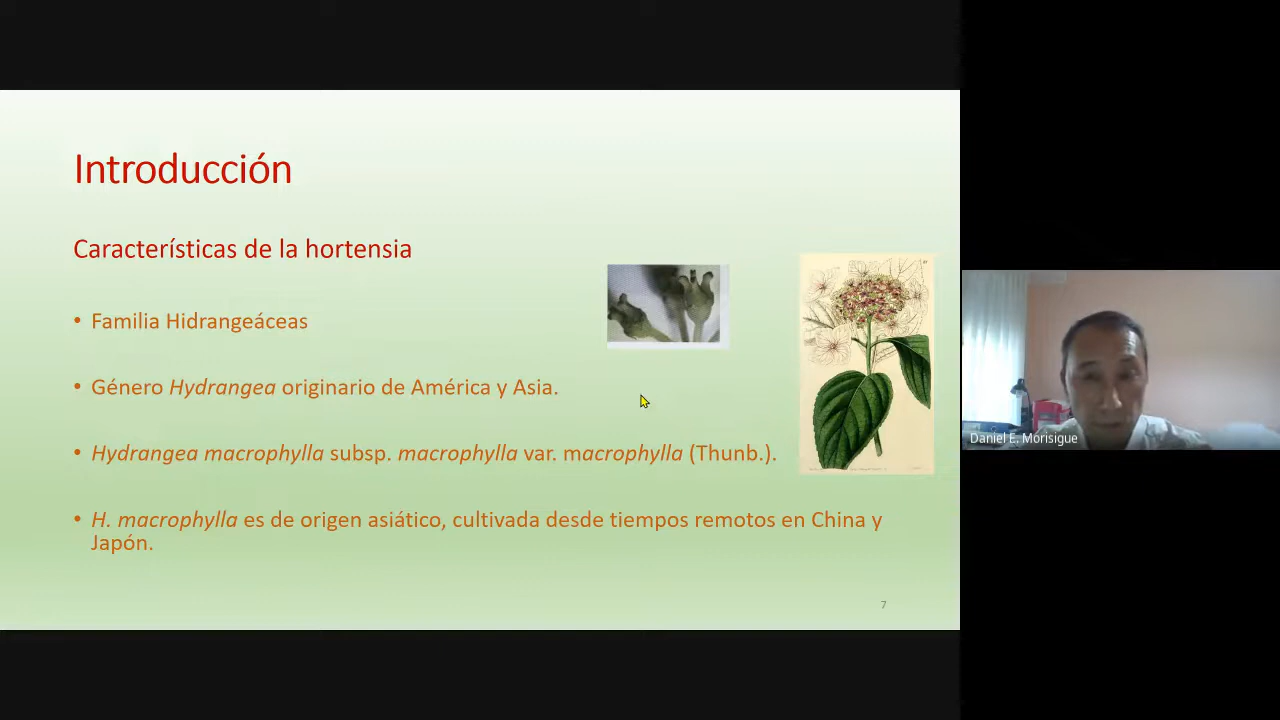 Introducción
Características de la hortensia
• Familia Hidrangeáceas
• Género Hydrangea originario de América y Asia.
• Hydrangea macrophylla subsp. macrophylla var. macrophylla (Thunb.).
• H. macrophylla es de origen asiático, cultivada desde tiempos remotos en China y
Japón.
7
Daniel E. Morisigue